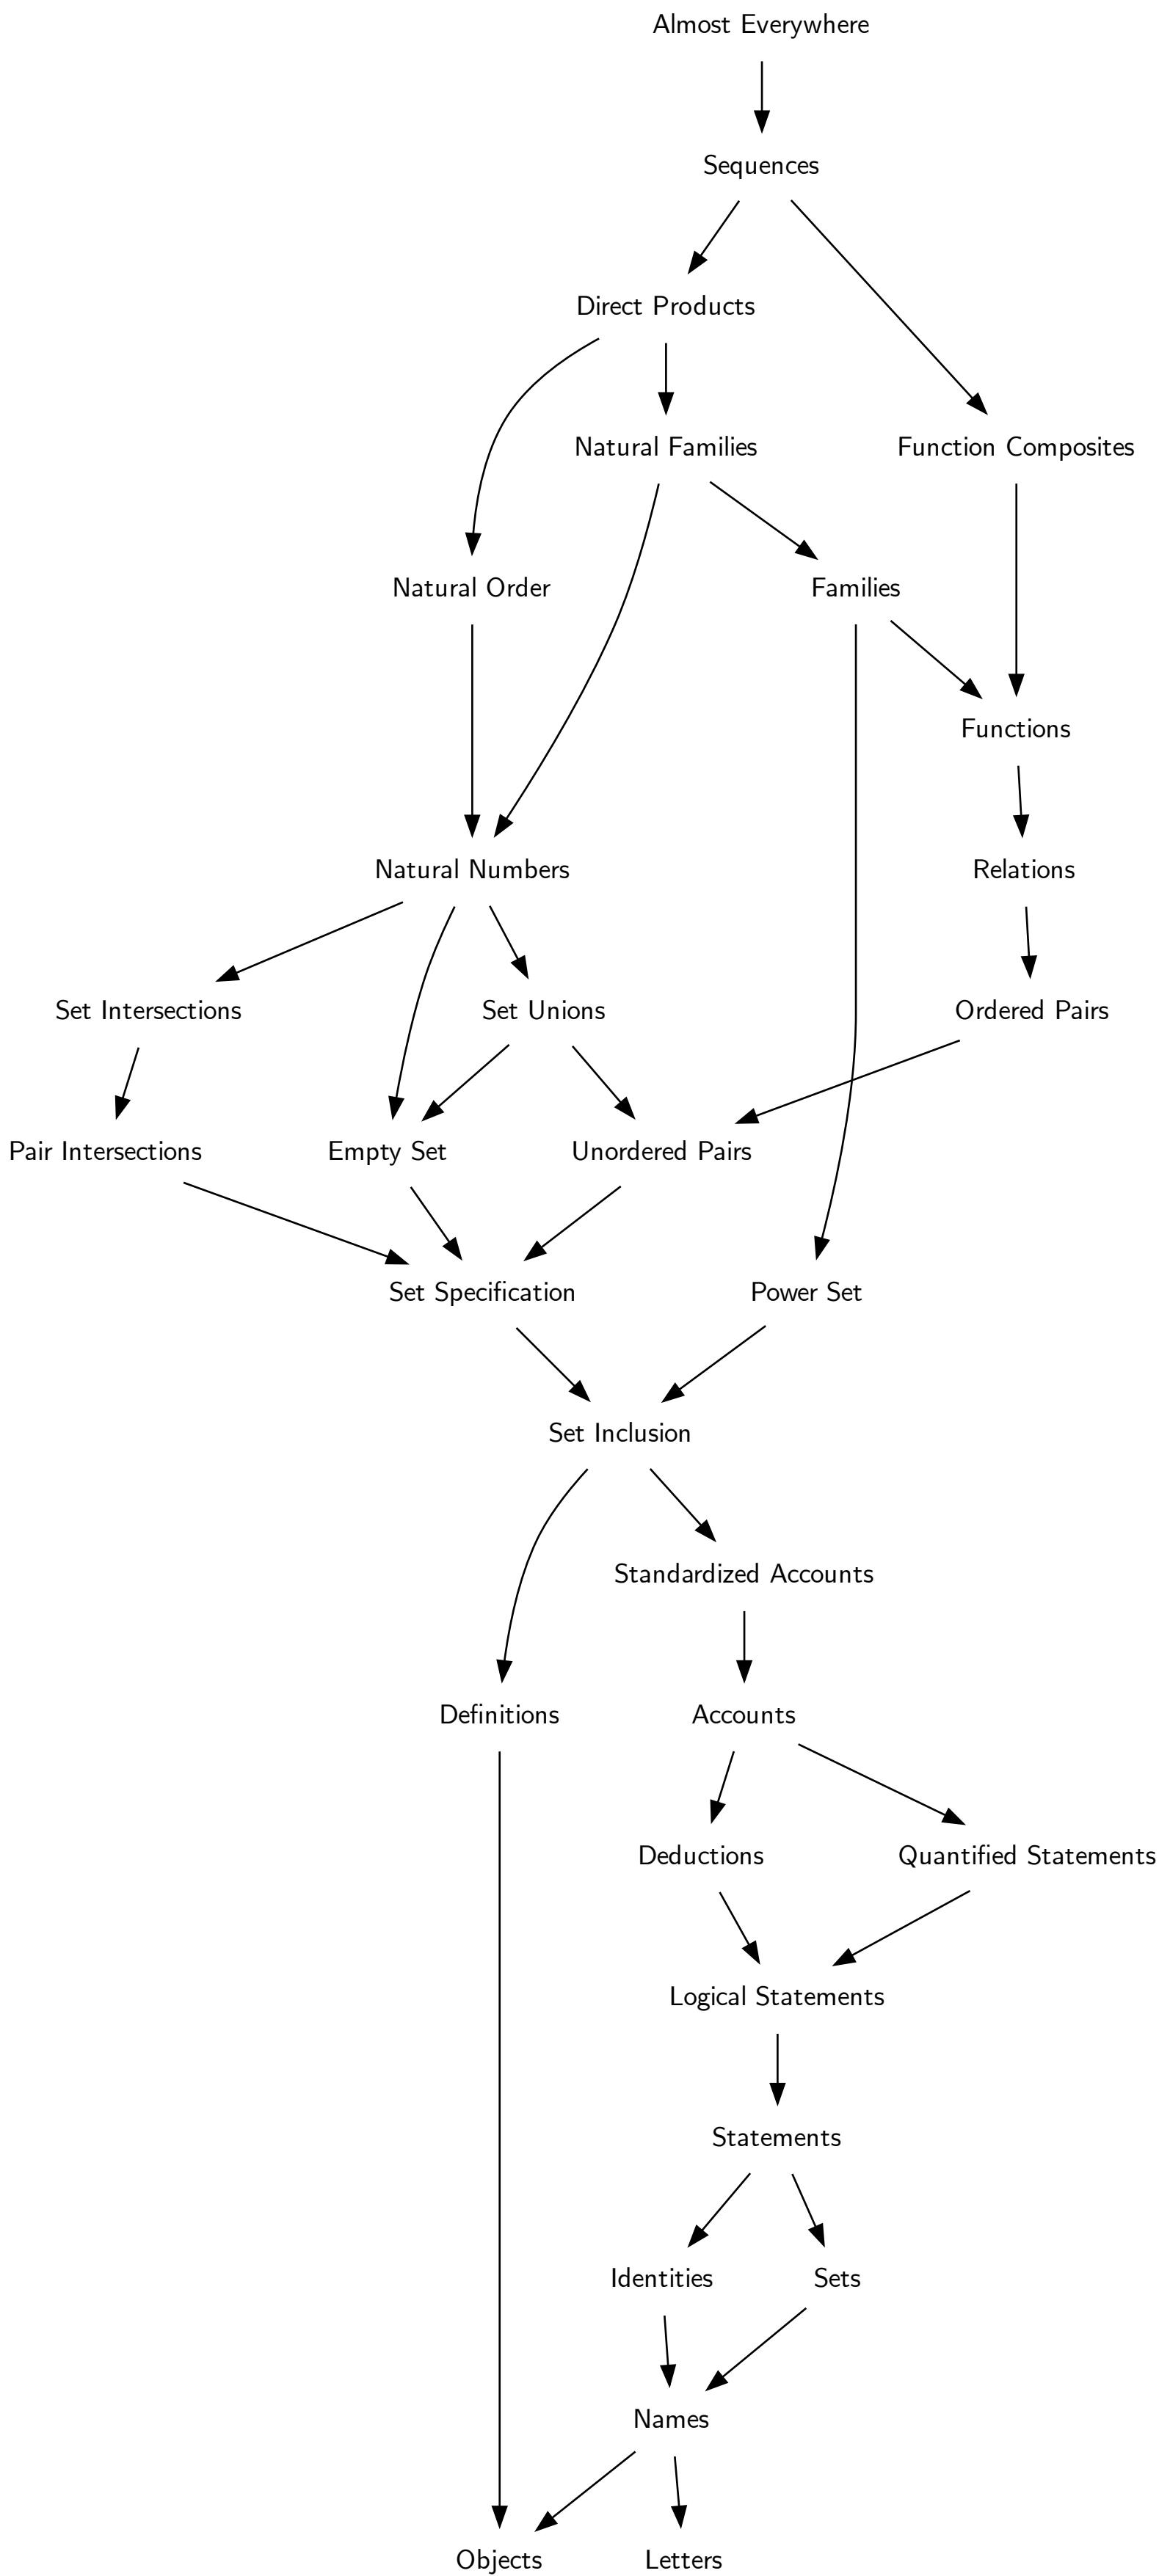 Almost Everywhere
Sequences
Direct Products
Natural Families
Function Composites
Natural Order
Families
Functions
Natural Numbers
Relations
Set Intersections
Set Unions
Ordered Pairs
Pair Intersections
Empty Set
Unordered Pairs
Set Specification
Power Set
Set Inclusion
Standardized Accounts
Definitions
Accounts
Deductions
Quantified Statements
Logical Statements
Statements
Identities
Sets
Names
Objects
Letters